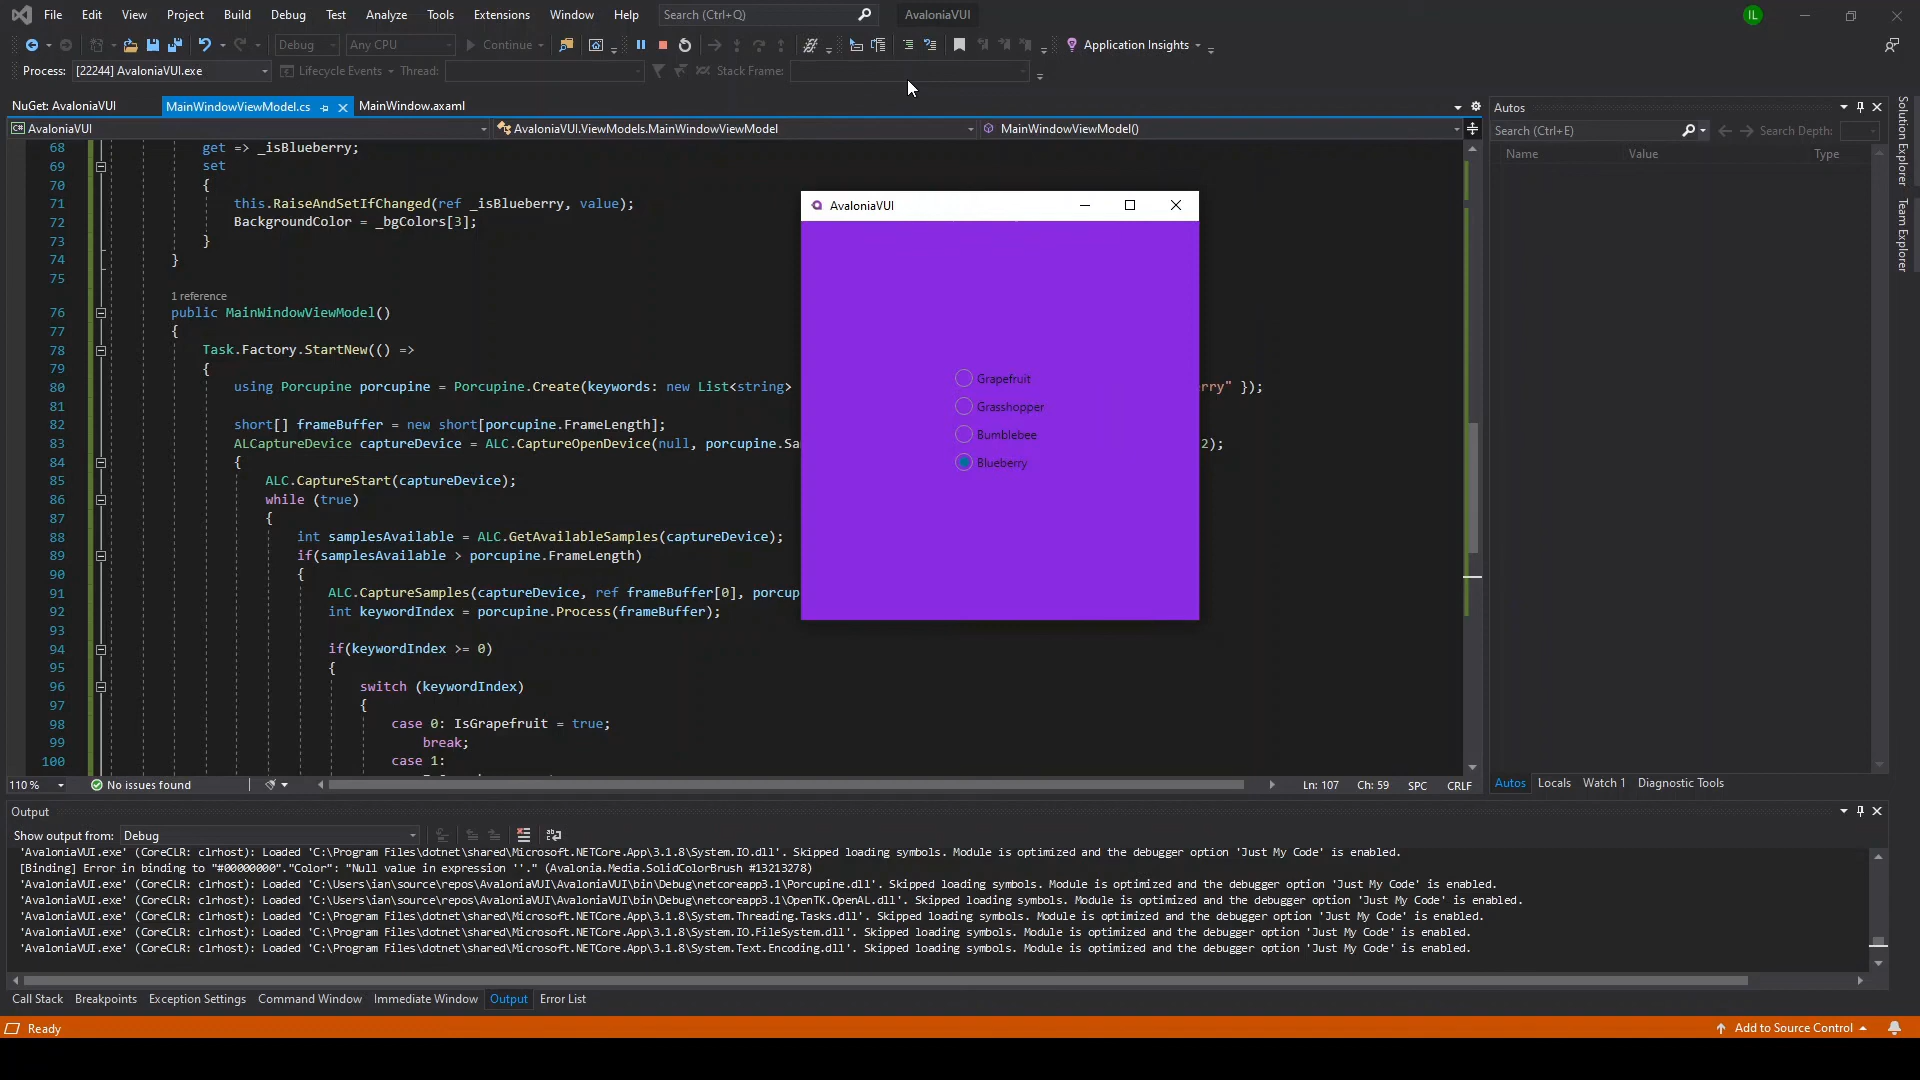 File Edit View Project Build Debug Test Analyze Tools Extensions Window Help Search (Ctrl+Q) AvaloniaVUI IL
Debug Any CPU Continue Application Insights
Process: [22244] AvaloniaVUI.exe Lifecycle Events Thread: Stack Frame:
NuGet: AvaloniaVUI MainWindowViewModel.cs MainWindow.axaml
AvaloniaVUI AvaloniaVUI.ViewModels.MainWindowViewModel MainWindowViewModel()
68 get => _isBlueberry;
69 set
70 {
71 this.RaiseAndSetIfChanged(ref _isBlueberry, value);
72 BackgroundColor = _bgColors[3];
73 }
74 }
75
1 reference
76 public MainWindowViewModel()
77 {
78 Task.Factory.StartNew(() =>
79 {
80 using Porcupine porcupine = Porcupine.Create(keywords: new List<string> rry" });
81
82 short[] frameBuffer = new short[porcupine.FrameLength];
83 ALCaptureDevice captureDevice = ALC.CaptureOpenDevice(null, porcupine.Sa 2);
84 {
85 ALC.CaptureStart(captureDevice);
86 while (true)
87 {
88 int samplesAvailable = ALC.GetAvailableSamples(captureDevice);
89 if(samplesAvailable > porcupine.FrameLength)
90 {
91 ALC.CaptureSamples(captureDevice, ref frameBuffer[0], porcup
92 int keywordIndex = porcupine.Process(frameBuffer);
93
94 if(keywordIndex >= 0)
95 {
96 switch (keywordIndex)
97 {
98 case 0: IsGrapefruit = true;
99 break;
100 case 1:
AvaloniaVUI
Grapefruit
Grasshopper
Bumblebee
Blueberry
110 % No issues found Ln: 107 Ch: 59 SPC CRLF
Autos
Search (Ctrl+E) Search Depth:
Name Value Type
Autos Locals Watch 1 Diagnostic Tools
Solution Explorer
Team Explorer
Output
Show output from: Debug
'AvaloniaVUI.exe' (CoreCLR: clrhost): Loaded 'C:\Program Files\dotnet\shared\Microsoft.NETCore.App\3.1.8\System.IO.dll'. Skipped loading symbols. Module is optimized and the debugger option 'Just My Code' is enabled.
[Binding] Error in binding to "#00000000"."Color": "Null value in expression ''." (Avalonia.Media.SolidColorBrush #13213278)
'AvaloniaVUI.exe' (CoreCLR: clrhost): Loaded 'C:\Users\ian\source\repos\AvaloniaVUI\AvaloniaVUI\bin\Debug\netcoreapp3.1\Porcupine.dll'. Skipped loading symbols. Module is optimized and the debugger option 'Just My Code' is enabled.
'AvaloniaVUI.exe' (CoreCLR: clrhost): Loaded 'C:\Users\ian\source\repos\AvaloniaVUI\AvaloniaVUI\bin\Debug\netcoreapp3.1\OpenTK.OpenAL.dll'. Skipped loading symbols. Module is optimized and the debugger option 'Just My Code' is enabled.
'AvaloniaVUI.exe' (CoreCLR: clrhost): Loaded 'C:\Program Files\dotnet\shared\Microsoft.NETCore.App\3.1.8\System.Threading.Tasks.dll'. Skipped loading symbols. Module is optimized and the debugger option 'Just My Code' is enabled.
'AvaloniaVUI.exe' (CoreCLR: clrhost): Loaded 'C:\Program Files\dotnet\shared\Microsoft.NETCore.App\3.1.8\System.IO.FileSystem.dll'. Skipped loading symbols. Module is optimized and the debugger option 'Just My Code' is enabled.
'AvaloniaVUI.exe' (CoreCLR: clrhost): Loaded 'C:\Program Files\dotnet\shared\Microsoft.NETCore.App\3.1.8\System.Text.Encoding.dll'. Skipped loading symbols. Module is optimized and the debugger option 'Just My Code' is enabled.
Call Stack Breakpoints Exception Settings Command Window Immediate Window Output Error List
Ready Add to Source Control